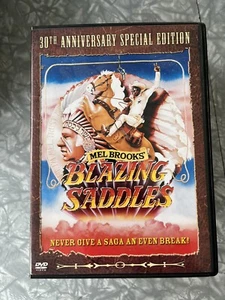 30TH ANNIVERSARY SPECIAL EDITION
MEL BROOKS'
BLAZING
SADDLES
NEVER GIVE A SAGA AN EVEN BREAK!
DVD